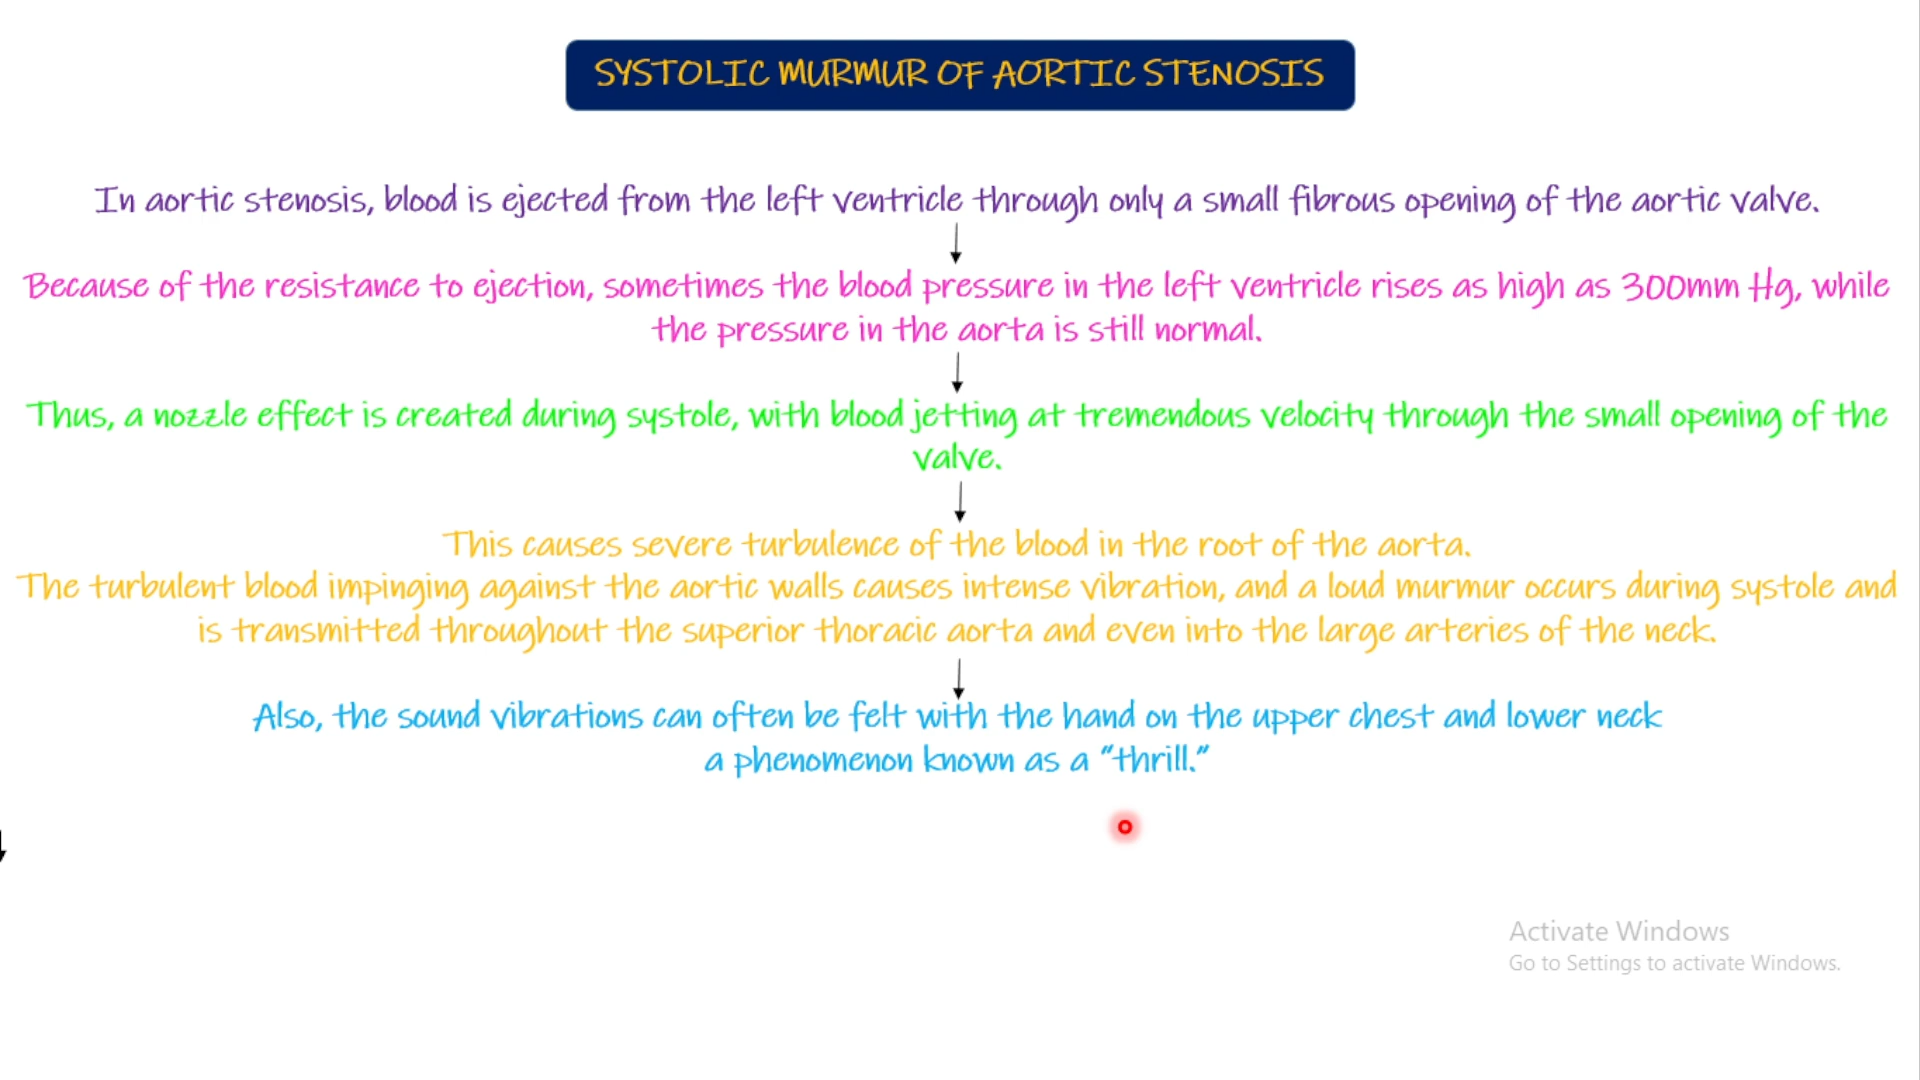 SYSTOLIC MURMUR OF AORTIC STENOSIS
In aortic stenosis, blood is ejected from the left ventricle through only a small fibrous opening of the aortic valve.
Because of the resistance to ejection, sometimes the blood pressure in the left ventricle rises as high as 300mm Hg, while
the pressure in the aorta is still normal.
Thus, a nozzle effect is created during systole, with blood jetting at tremendous velocity through the small opening of the
valve.
This causes severe turbulence of the blood in the root of the aorta.
The turbulent blood impinging against the aortic walls causes intense vibration, and a loud murmur occurs during systole and
is transmitted throughout the superior thoracic aorta and even into the large arteries of the neck.
Also, the sound vibrations can often be felt with the hand on the upper chest and lower neck
a phenomenon known as a "thrill."
Activate Windows
Go to Settings to activate Windows.